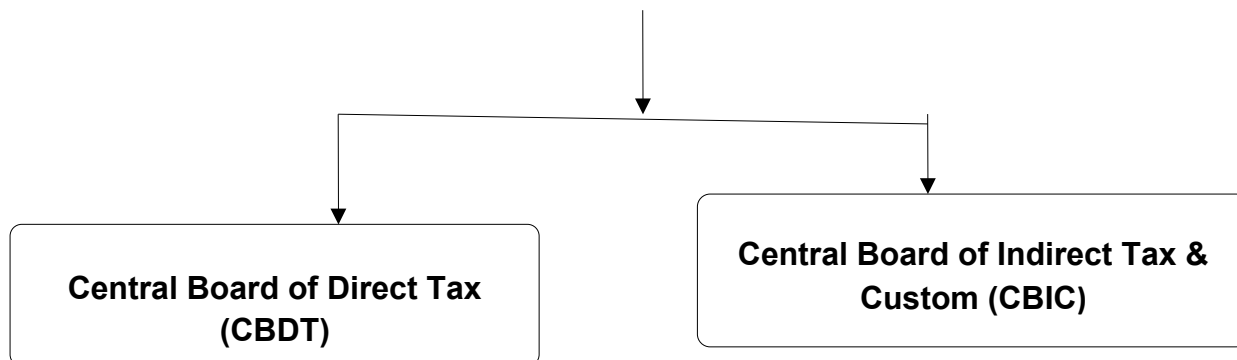 Central Board of Direct Tax
(CBDT)
Central Board of Indirect Tax &
Custom (CBIC)